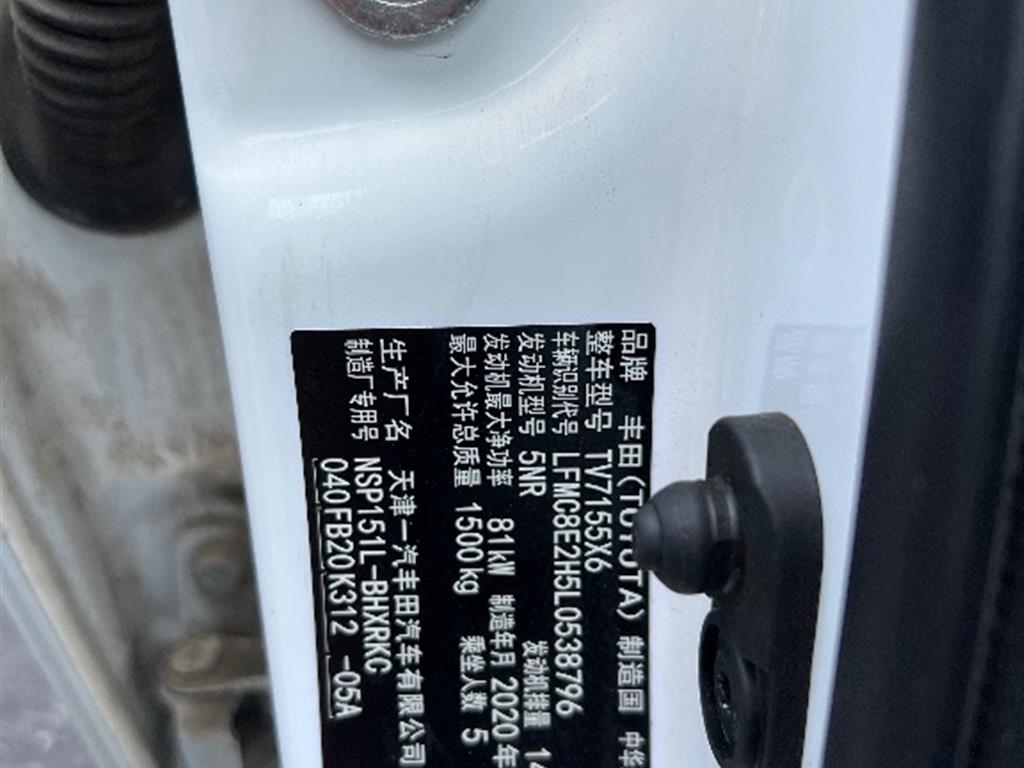 品牌 丰田(TOYOTA) 制造国 中华
整车型号 TV7155X6
车辆识别代号 LFMC8E2H5L0538796
发动机型号 5NR 发动机排量 14
发动机最大净功率 81kW 制造年月 2020年
最大允许总质量 1500kg 乘坐人数 5
生产厂名 天津一汽丰田汽车有限公司
制造厂专用号 NSP151L-BHXRKC
040FB20K312 -05A